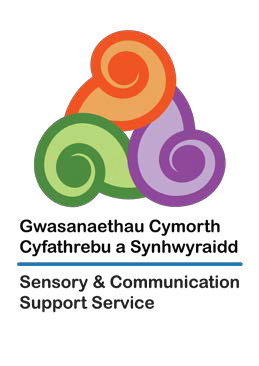 Gwasanaethau Cymorth
Cyfathrebu a Synhwyraidd
Sensory & Communication
Support Service